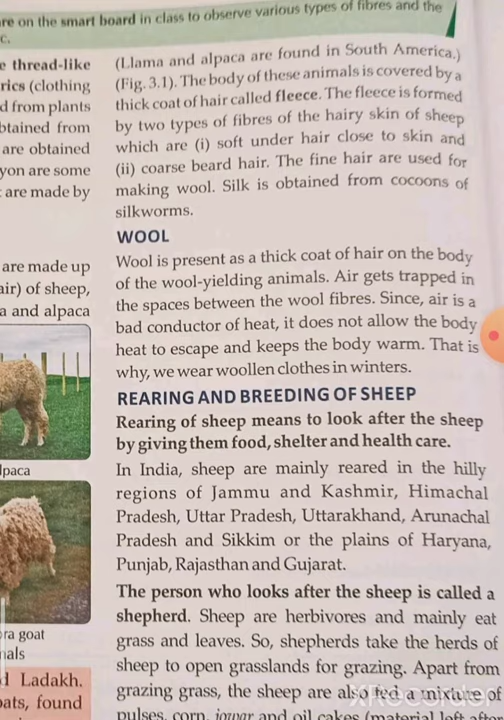 are on the smart board in class to observe various types of fibres and the
c.
e thread-like
rics (clothing
d from plants
btained from
are obtained
yon are some
are made by
are made up
air) of sheep,
a and alpaca
lpaca
ra goat
nals
d Ladakh.
oats, found
(Llama and alpaca are found in South America.)
(Fig. 3.1). The body of these animals is covered by a
thick coat of hair called fleece. The fleece is formed
by two types of fibres of the hairy skin of sheep
which are (i) soft under hair close to skin and
(ii) coarse beard hair. The fine hair are used for
making wool. Silk is obtained from cocoons of
silkworms.
WOOL
Wool is present as a thick coat of hair on the body
of the wool-yielding animals. Air gets trapped in
the spaces between the wool fibres. Since, air is a
bad conductor of heat, it does not allow the body
heat to escape and keeps the body warm. That is
why, we wear woollen clothes in winters.
REARING AND BREEDING OF SHEEP
Rearing of sheep means to look after the sheep
by giving them food, shelter and health care.
In India, sheep are mainly reared in the hilly
regions of Jammu and Kashmir, Himachal
Pradesh, Uttar Pradesh, Uttarakhand, Arunachal
Pradesh and Sikkim or the plains of Haryana,
Punjab, Rajasthan and Gujarat.
The person who looks after the sheep is called a
shepherd. Sheep are herbivores and mainly eat
grass and leaves. So, shepherds take the herds of
sheep to open grasslands for grazing. Apart from
grazing grass, the sheep are also fed a mixture of
pulses, corn, jowar and oil cakes (material left after
XRecorder